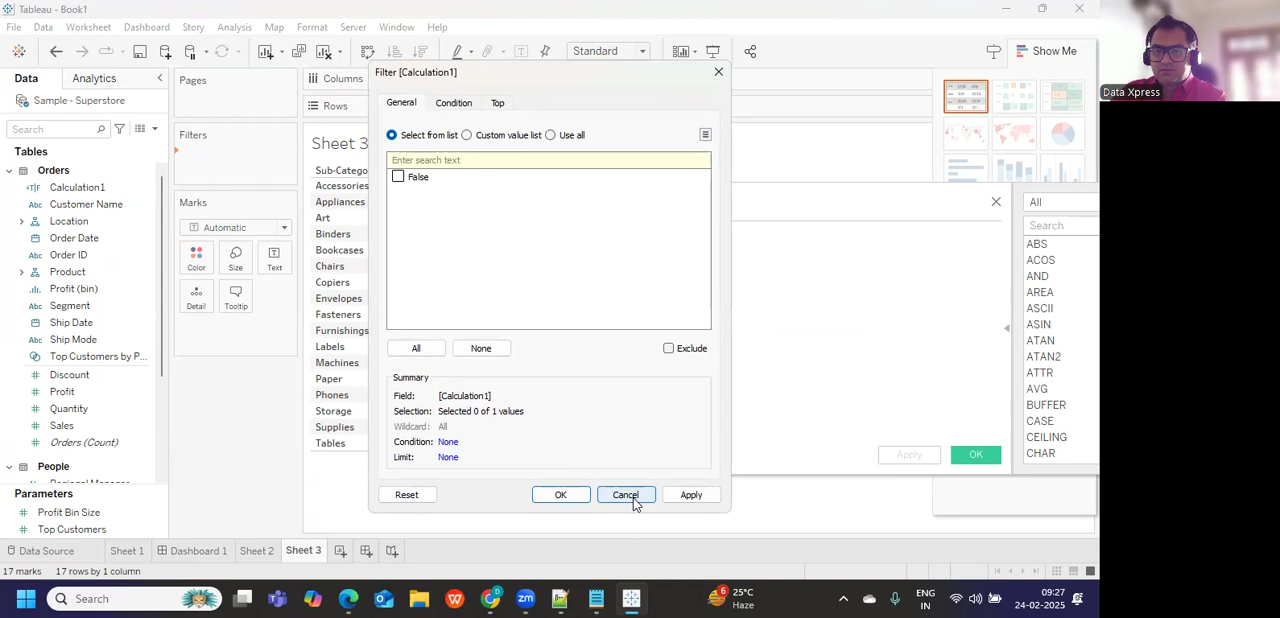 Tableau - Book1
File Data Worksheet Dashboard Story Analysis Map Format Server Window Help
Standard
Show Me
Data Analytics
Sample - Superstore
Search
Tables
Orders
Calculation1
Customer Name
Location
Order Date
Order ID
Product
Profit (bin)
Segment
Ship Date
Ship Mode
Top Customers by P...
Discount
Profit
Quantity
Sales
Orders (Count)
People
Regional Manager
Parameters
Profit Bin Size
Top Customers
Pages
Filters
Marks
Automatic
Color Size Text
Detail Tooltip
Columns
Rows
Sheet 3
Sub-Catego
Accessories
Appliances
Art
Binders
Bookcases
Chairs
Copiers
Envelopes
Fasteners
Furnishings
Labels
Machines
Paper
Phones
Storage
Supplies
Tables
Filter [Calculation1]
General Condition Top
Select from list Custom value list Use all
Enter search text
False
All None Exclude
Summary
Field: [Calculation1]
Selection: Selected 0 of 1 values
Wildcard: All
Condition: None
Limit: None
Reset OK Cancel Apply
Apply OK
All
Search
ABS
ACOS
AND
AREA
ASCII
ASIN
ATAN
ATAN2
ATTR
AVG
BUFFER
CASE
CEILING
CHAR
Data Xpress
Data Source Sheet 1 Dashboard 1 Sheet 2 Sheet 3
17 marks 17 rows by 1 column
Search
6
25°C
Haze
ENG
IN
09:27
24-02-2025